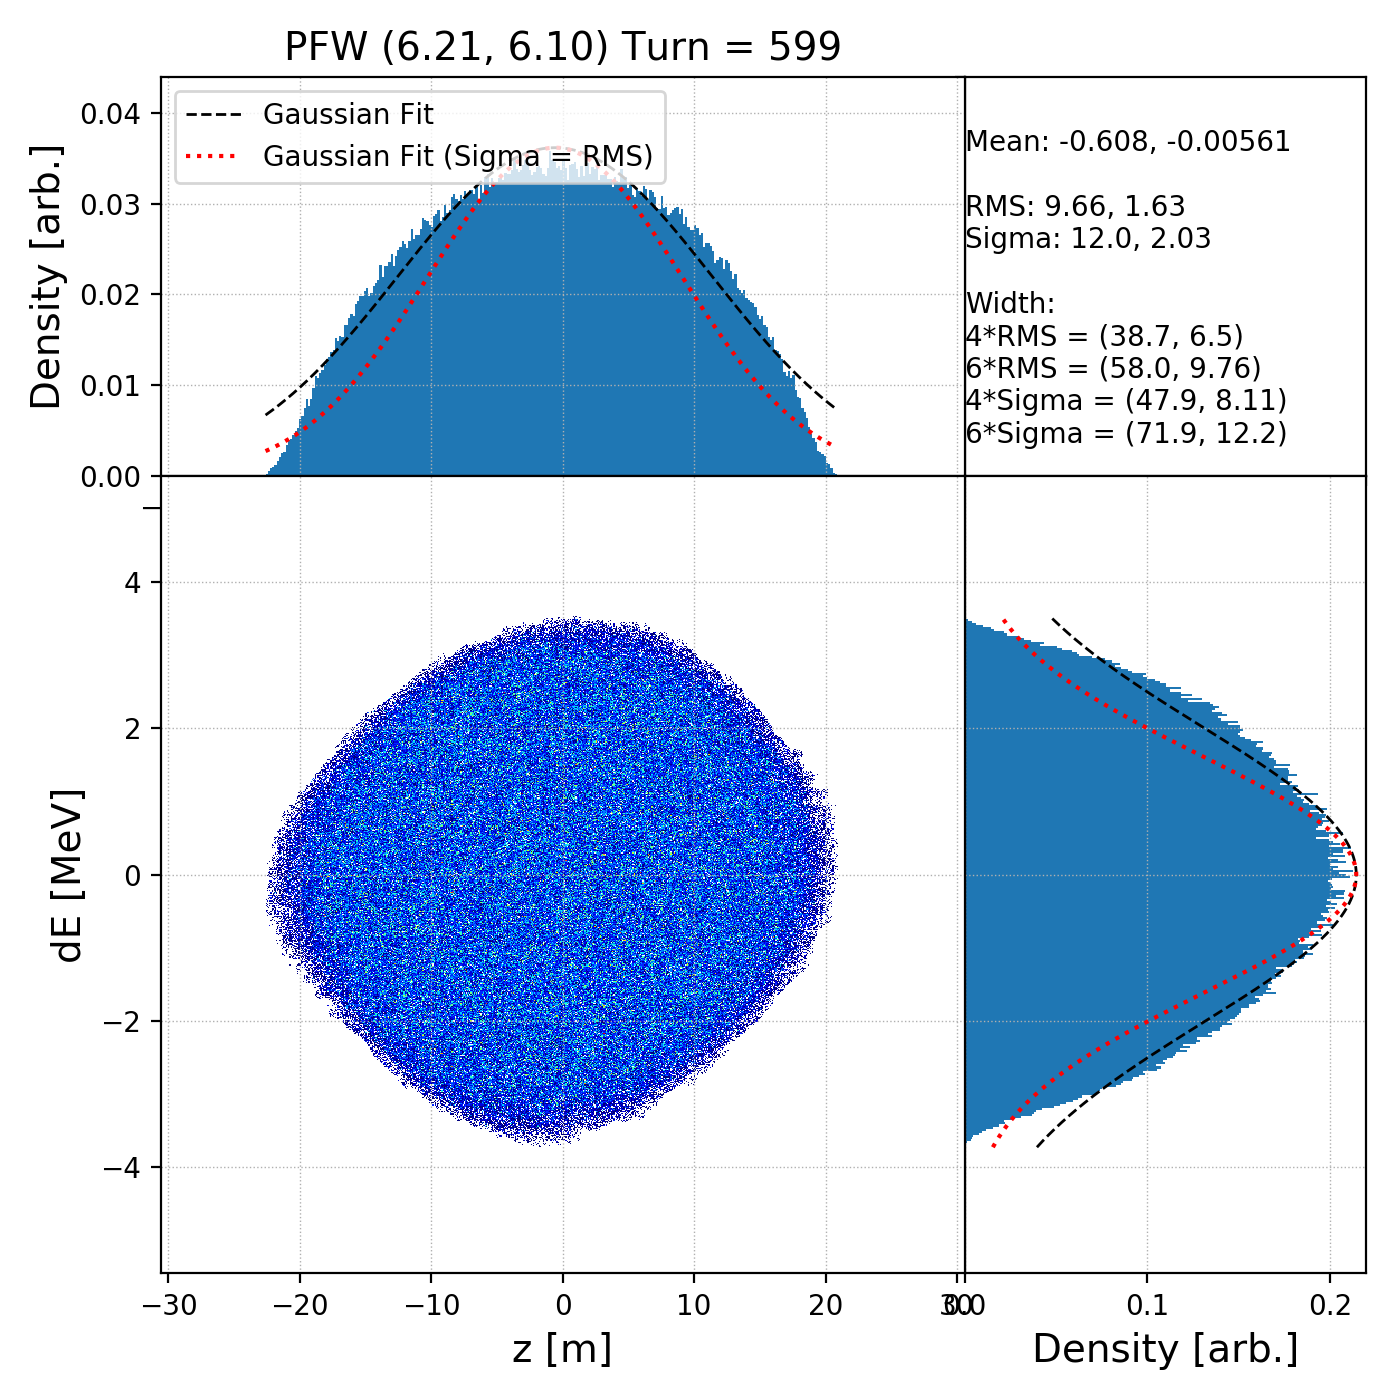 PFW (6.21, 6.10) Turn = 599
Gaussian Fit
Gaussian Fit (Sigma = RMS)
Density [arb.]
0.04
0.03
0.02
0.01
0.00
Mean: -0.608, -0.00561
RMS: 9.66, 1.63
Sigma: 12.0, 2.03
Width:
4*RMS = (38.7, 6.5)
6*RMS = (58.0, 9.76)
4*Sigma = (47.9, 8.11)
6*Sigma = (71.9, 12.2)
dE [MeV]
4
2
0
−2
−4
−30 −20 −10 0 10 20 30
z [m]
0.0 0.1 0.2
Density [arb.]